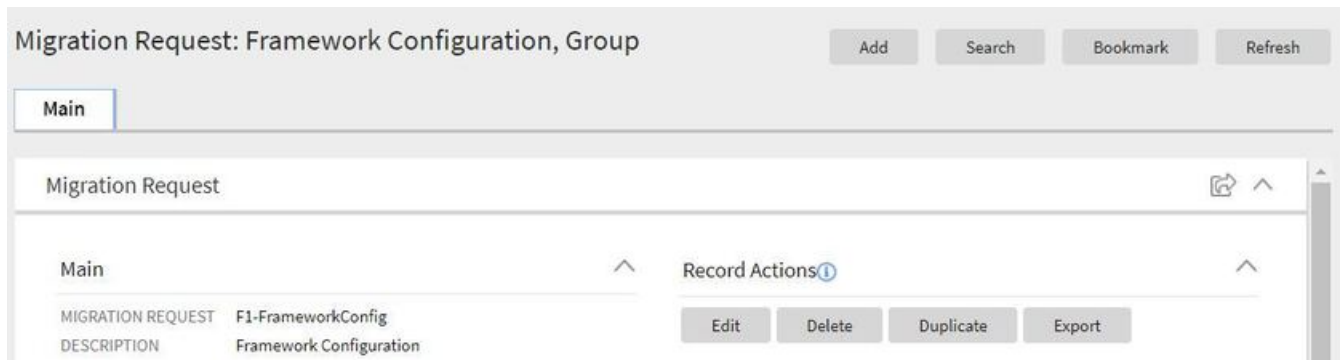 Migration Request: Framework Configuration, Group
Add Search Bookmark Refresh
Main
Migration Request
Main
MIGRATION REQUEST F1-FrameworkConfig
DESCRIPTION Framework Configuration
Record Actions
Edit Delete Duplicate Export